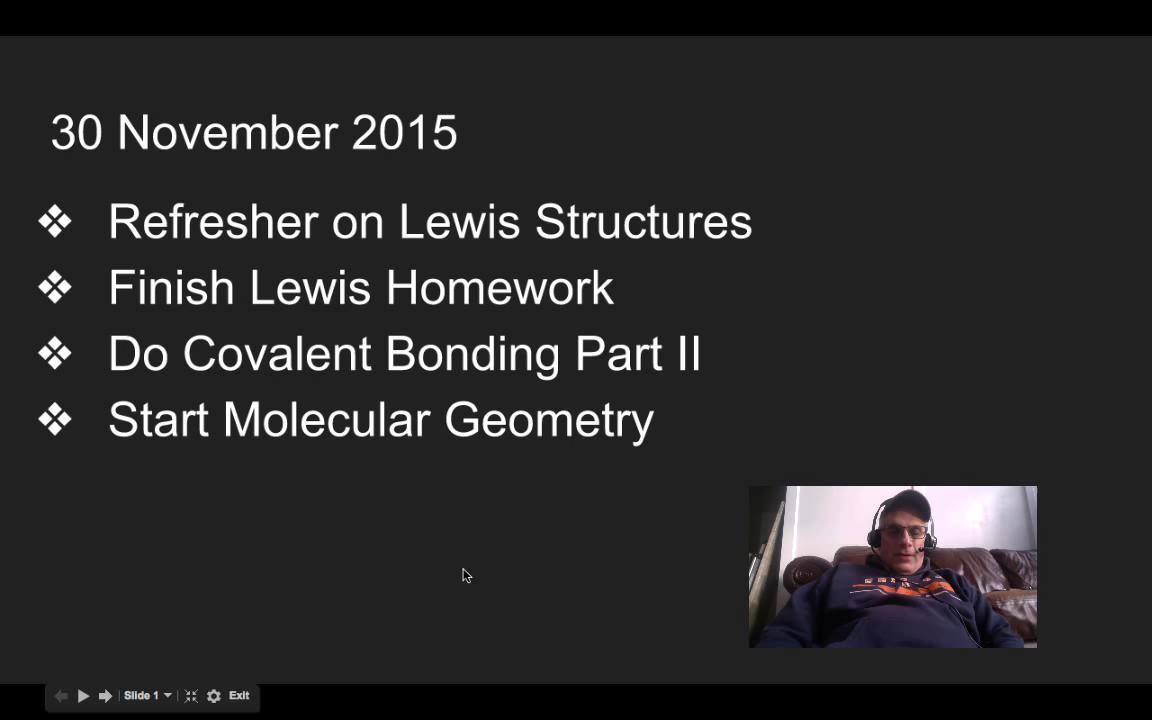 30 November 2015
❖ Refresher on Lewis Structures
❖ Finish Lewis Homework
❖ Do Covalent Bonding Part II
❖ Start Molecular Geometry
Slide 1
Exit